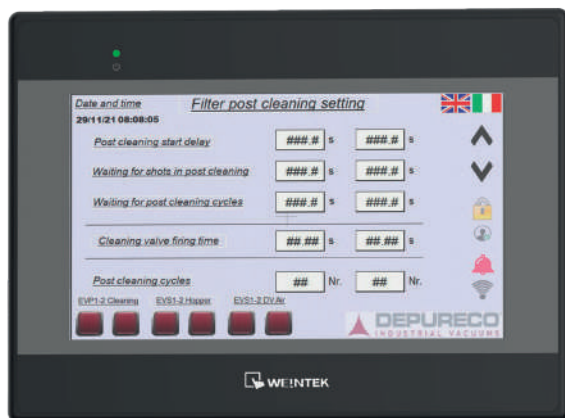 Date and time Filter post cleaning setting
29/11/21 08:08:05
Post cleaning start delay ###.# s ###.# s
Waiting for shots in post cleaning ###.# s ###.# s
Waiting for post cleaning cycles ###.# s ###.# s
Cleaning valve firing time ##.## s ##.## s
Post cleaning cycles ## Nr. ## Nr.
EVP1-2 Cleaning EVS1-2 Hopper EVS1-2 DV Air
DEPURECO
INDUSTRIAL VACUUMS
WEINTEK